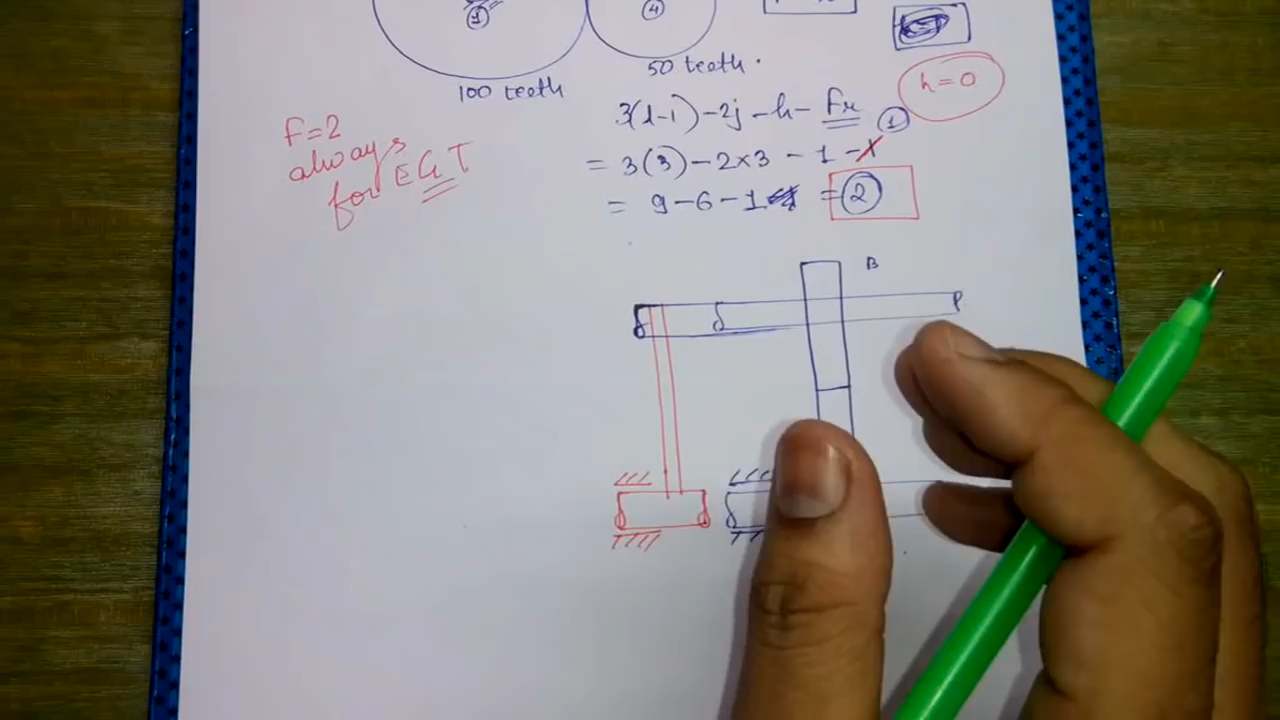 1
4
50 teeth.
100 teeth
h=0
F=2
always
for EGT
3(l-1)-2j-h-Fr
1
= 3(3)-2×3-1-1
= 9-6-1 = 2
B
P